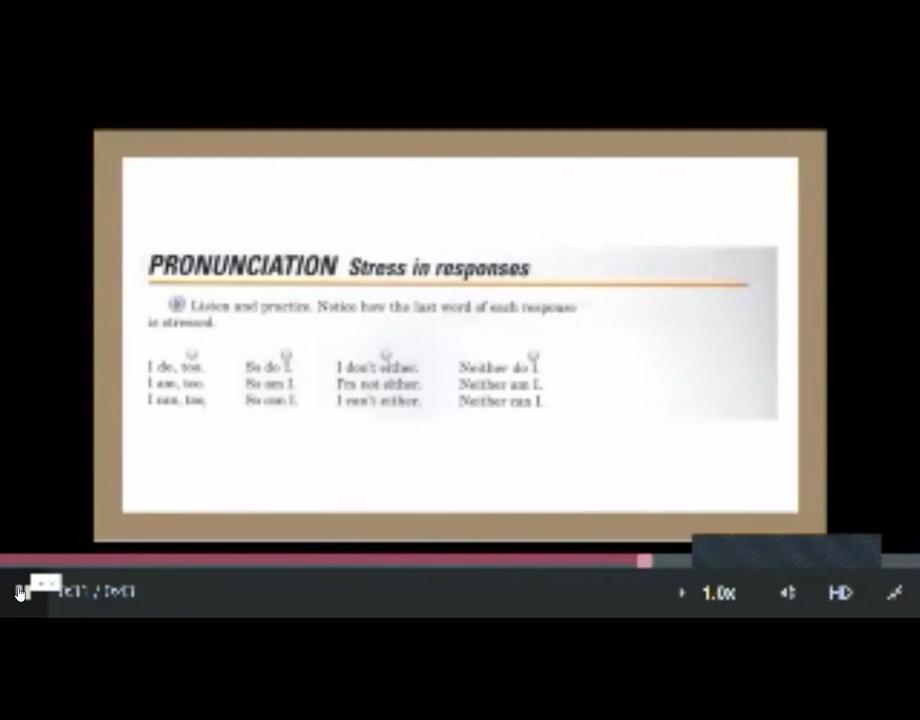 PRONUNCIATION Stress in responses
Listen and practice. Notice how the last word of each response
is stressed.
I do, too. So do I. I don't either. Neither do I.
I am, too. So am I. I'm not either. Neither am I.
I can, too. So can I. I can't either. Neither can I.
1.0x HD